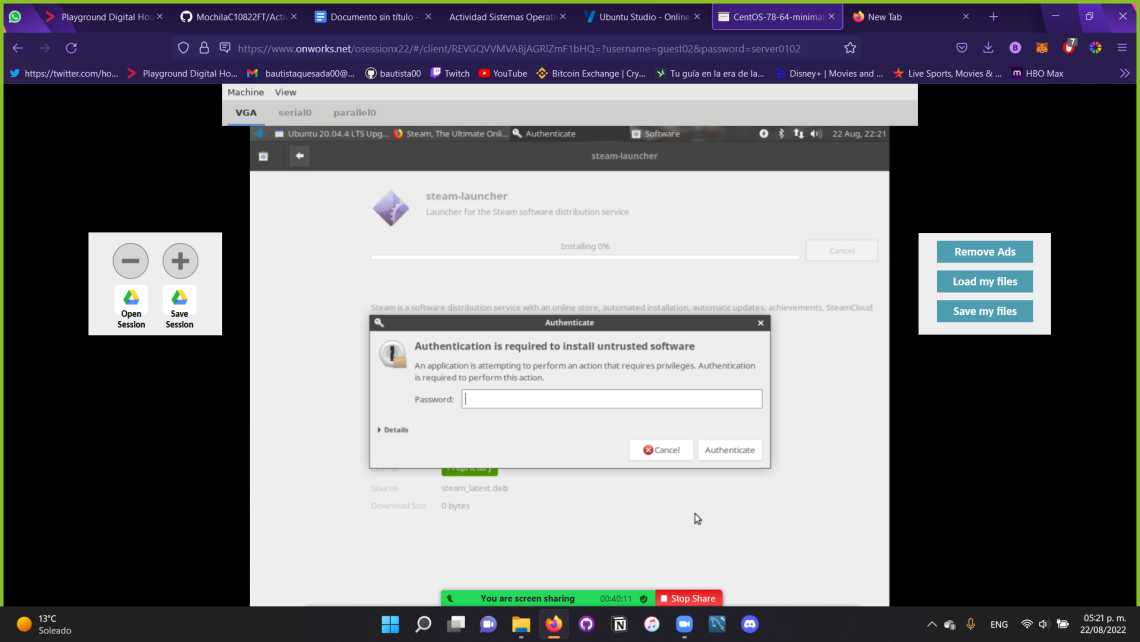 Playground Digital Hou
MochilaC10822FT/Activ
Documento sin título -
Actividad Sistemas Operati
Ubuntu Studio - Online
CentOS-78-64-minimal
New Tab
https://www.onworks.net/osessionx22/#/client/REVGQVVMVABjAGRlZmF1bHQ=?username=guest02&password=server0102
B
7
https://twitter.com/ho...
Playground Digital Ho...
bautistaquesada00@...
bautista00
Twitch
YouTube
Bitcoin Exchange | Cry...
Tu guía en la era de la...
Disney+ | Movies and ...
Live Sports, Movies & ...
HBO Max
Machine View
VGA serial0 parallel0
Ubuntu 20.04.4 LTS Upg...
Steam, The Ultimate Onli...
Authenticate
Software
22 Aug, 22:21
steam-launcher
steam-launcher
Launcher for the Steam software distribution service
Installing 0%
Cancel
Steam is a software distribution service with an online store, automated installation, automatic updates, achievements, SteamCloud
Authenticate
Authentication is required to install untrusted software
An application is attempting to perform an action that requires privileges. Authentication
is required to perform this action.
Password:
Details
Cancel Authenticate
Proprietary
Source steam_latest.deb
Download Size 0 bytes
Open
Session
Save
Session
Remove Ads
Load my files
Save my files
You are screen sharing 00:40:11 Stop Share
13°C
Soleado
ENG
05:21 p. m.
22/08/2022